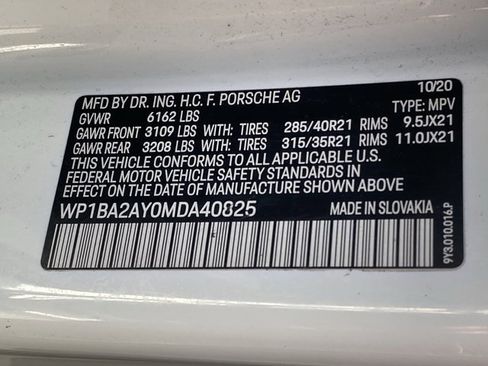 10/20
MFD BY DR. ING. H.C. F. PORSCHE AG
GVWR 6162 LBS TYPE: MPV
GAWR FRONT 3109 LBS WITH: TIRES 285/40R21 RIMS 9.5JX21
GAWR REAR 3208 LBS WITH: TIRES 315/35R21 RIMS 11.0JX21
THIS VEHICLE CONFORMS TO ALL APPLICABLE
FEDERAL MOTOR VEHICLE SAFETY STANDARDS IN
EFFECT ON THE DATE OF MANUFACTURE SHOWN ABOVE.
WP1BA2AY0MDA40825 MADE IN SLOVAKIA
9Y3.010.016.P